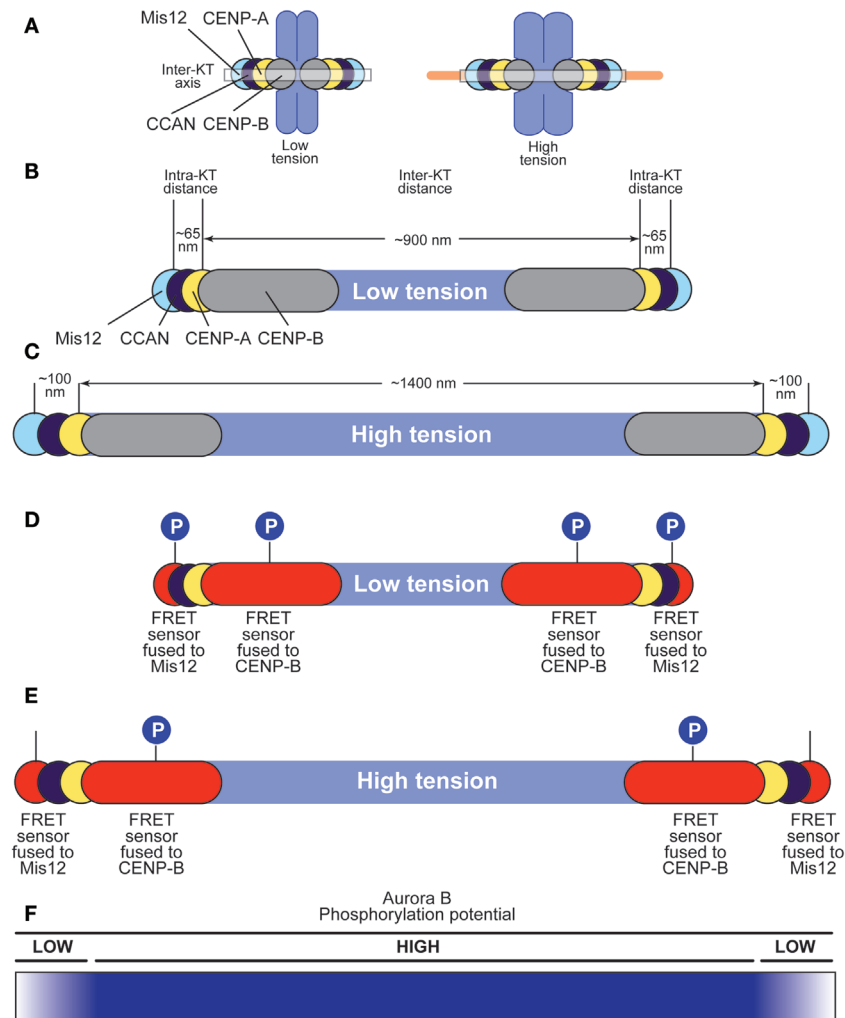 A
Mis12 CENP-A
Inter-KT
axis
CCAN CENP-B
Low
tension
High
tension
B
Intra-KT
distance
Inter-KT
distance
Intra-KT
distance
~65
nm
~900 nm
~65
nm
Low tension
Mis12 CCAN CENP-A CENP-B
C
~100
nm
~1400 nm
~100
nm
High tension
D
P P P P
Low tension
FRET
sensor
fused to
Mis12
FRET
sensor
fused to
CENP-B
FRET
sensor
fused to
CENP-B
FRET
sensor
fused to
Mis12
E
P P
High tension
FRET
sensor
fused to
Mis12
FRET
sensor
fused to
CENP-B
FRET
sensor
fused to
CENP-B
FRET
sensor
fused to
Mis12
F
Aurora B
Phosphorylation potential
LOW HIGH LOW